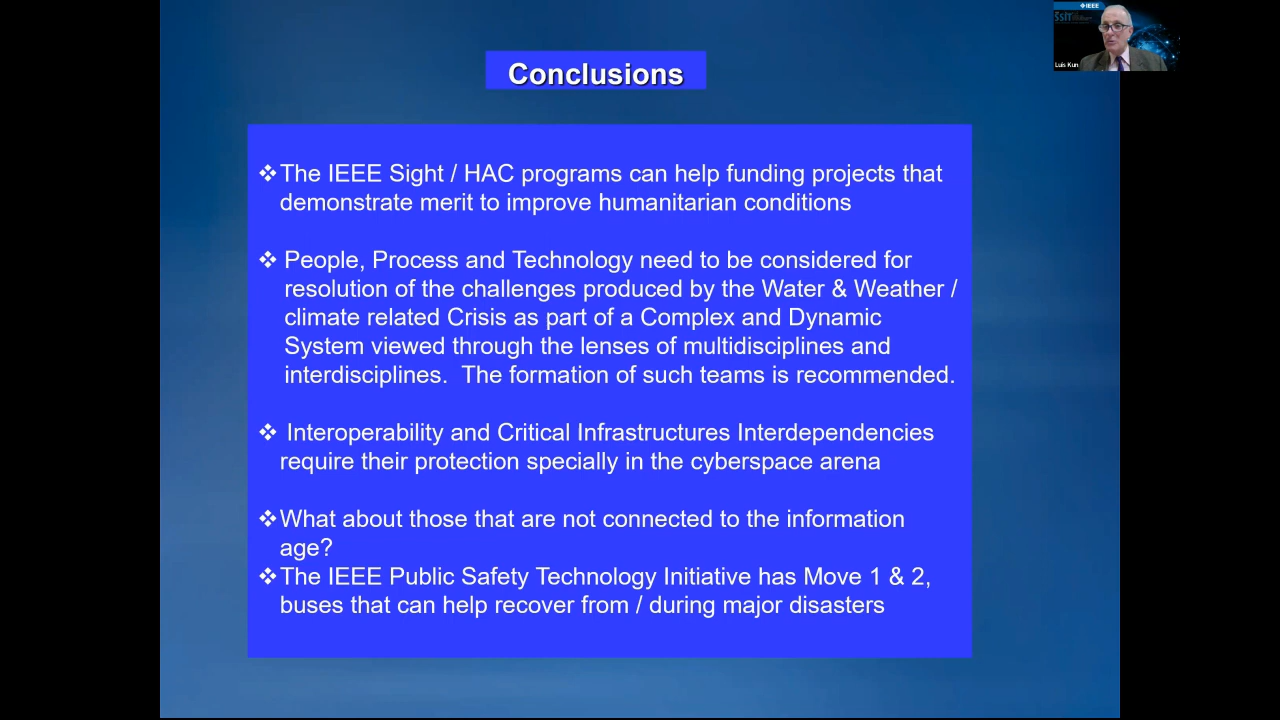 Conclusions
❖The IEEE Sight / HAC programs can help funding projects that
demonstrate merit to improve humanitarian conditions
❖ People, Process and Technology need to be considered for
resolution of the challenges produced by the Water & Weather /
climate related Crisis as part of a Complex and Dynamic
System viewed through the lenses of multidisciplines and
interdisciplines.  The formation of such teams is recommended.
❖ Interoperability and Critical Infrastructures Interdependencies
require their protection specially in the cyberspace arena
❖What about those that are not connected to the information
age?
❖The IEEE Public Safety Technology Initiative has Move 1 & 2,
buses that can help recover from / during major disasters
IEEE
SSIT
Luis Kun